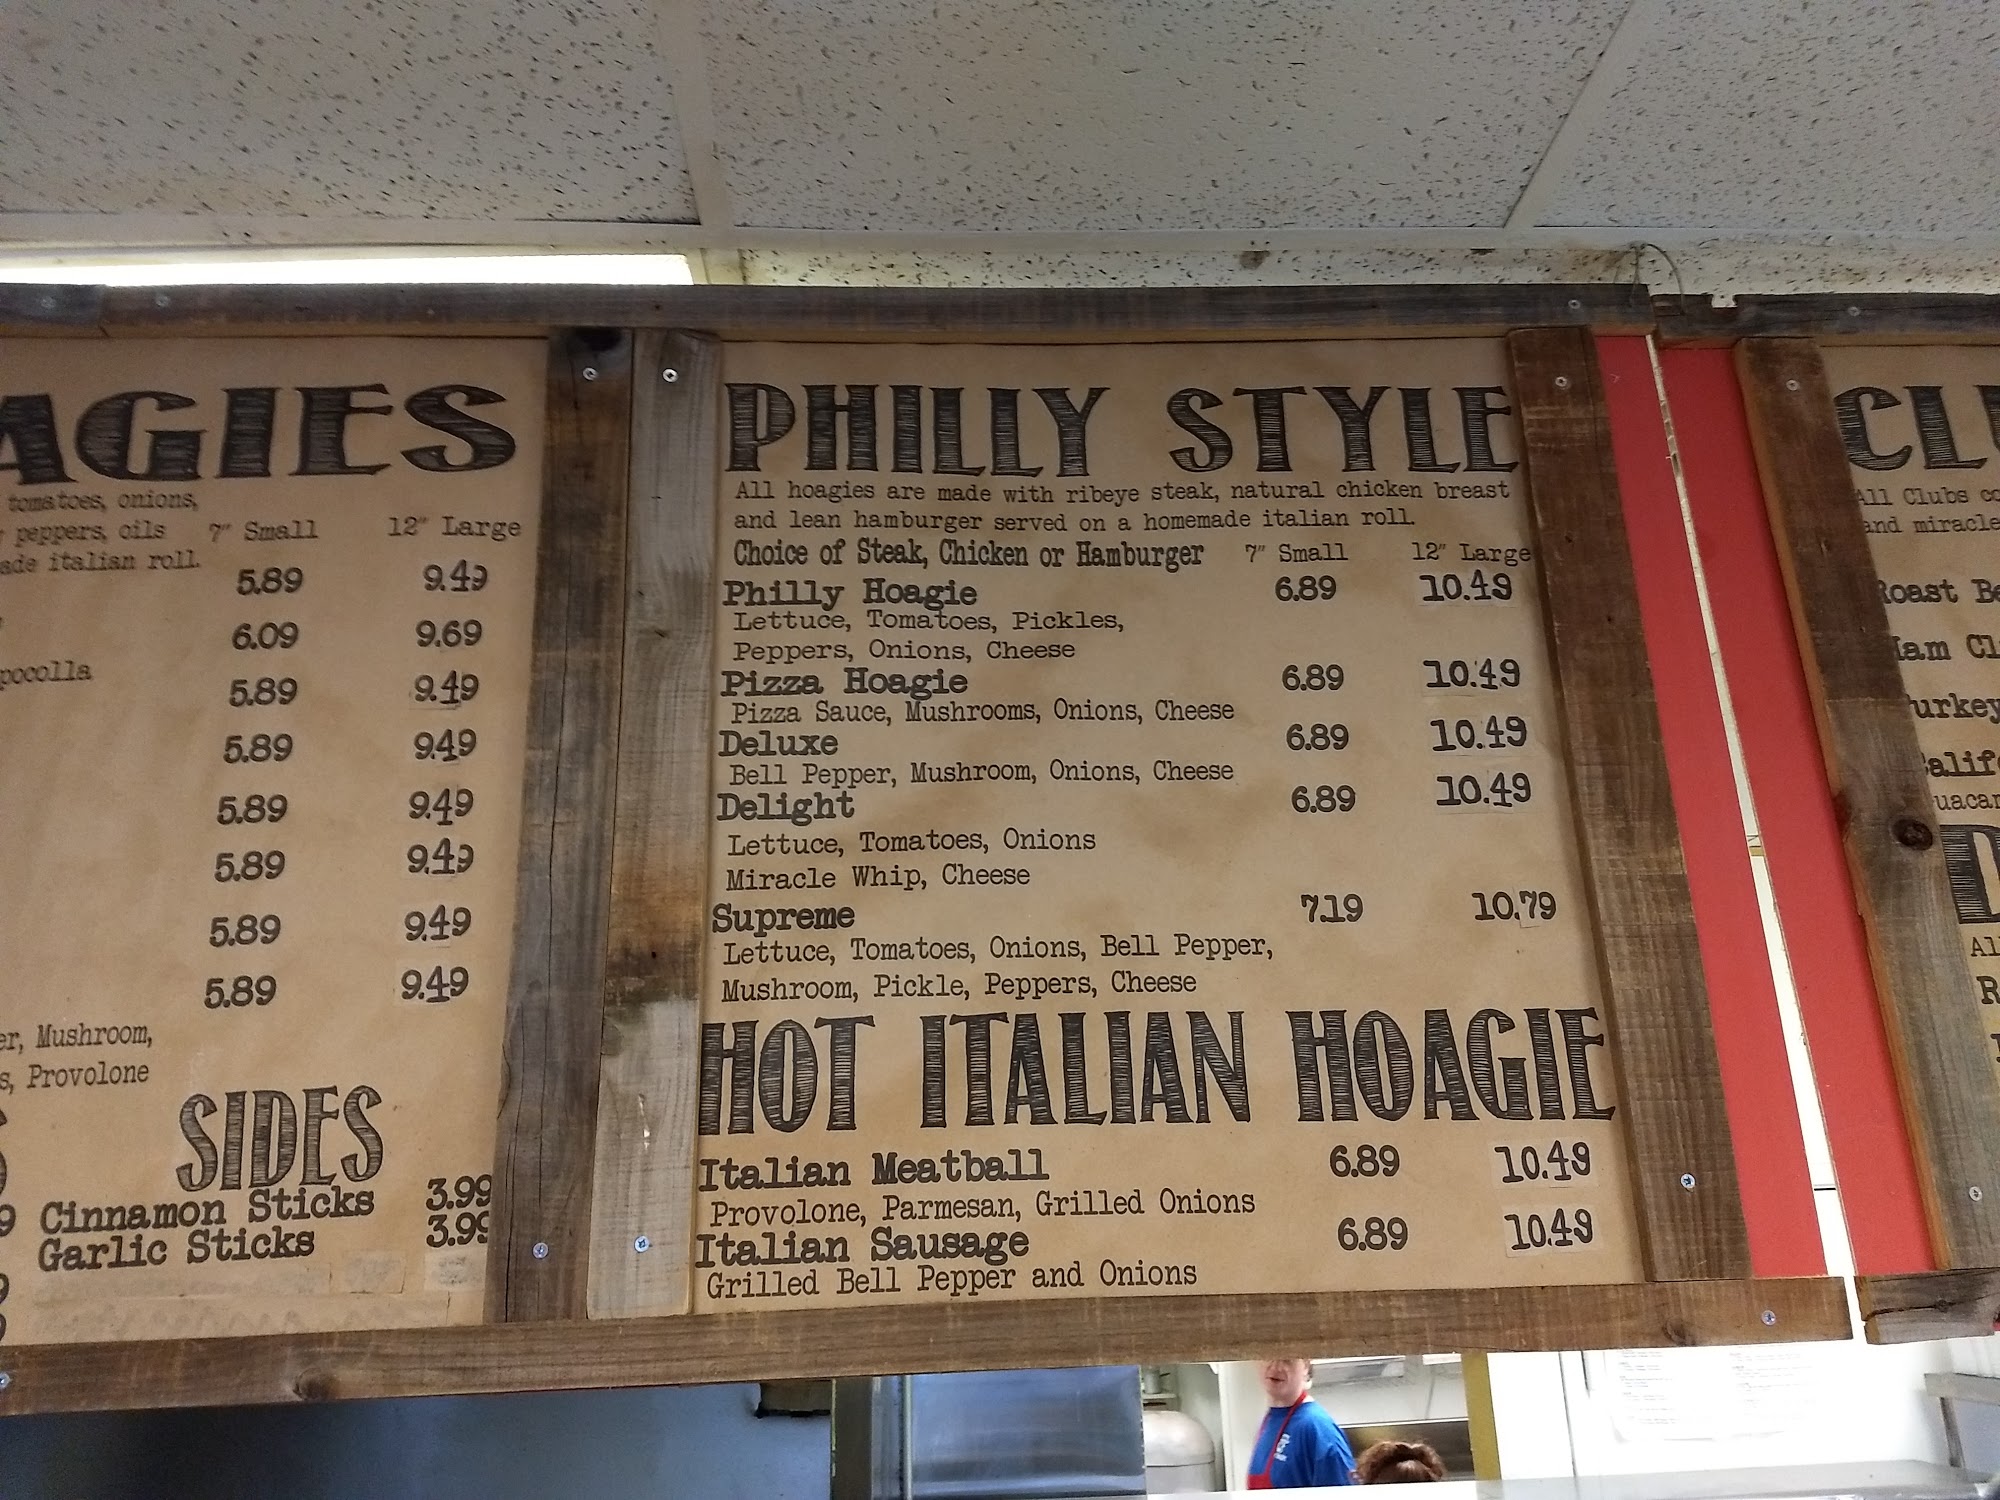 AGIES
tomatoes, onions,
peppers, oils 7" Small 12" Large
ade italian roll.
5.89 9.49
6.09 9.69
pocolla
5.89 9.49
5.89 9.49
5.89 9.49
5.89 9.49
5.89 9.49
5.89 9.49
er, Mushroom,
s, Provolone
SIDES
Cinnamon Sticks 3.99
Garlic Sticks 3.99
PHILLY STYLE
All hoagies are made with ribeye steak, natural chicken breast
and lean hamburger served on a homemade italian roll.
Choice of Steak, Chicken or Hamburger 7" Small 12" Large
Philly Hoagie 6.89 10.49
Lettuce, Tomatoes, Pickles,
Peppers, Onions, Cheese
Pizza Hoagie 6.89 10.49
Pizza Sauce, Mushrooms, Onions, Cheese
Deluxe 6.89 10.49
Bell Pepper, Mushroom, Onions, Cheese
Delight 6.89 10.49
Lettuce, Tomatoes, Onions
Miracle Whip, Cheese
Supreme 7.19 10.79
Lettuce, Tomatoes, Onions, Bell Pepper,
Mushroom, Pickle, Peppers, Cheese
HOT ITALIAN HOAGIE
Italian Meatball 6.89 10.49
Provolone, Parmesan, Grilled Onions
Italian Sausage 6.89 10.49
Grilled Bell Pepper and Onions
CLU
All Clubs co
and miracle
Roast Be
Ham Cl
urkey
alifo
uacam
D
All
R